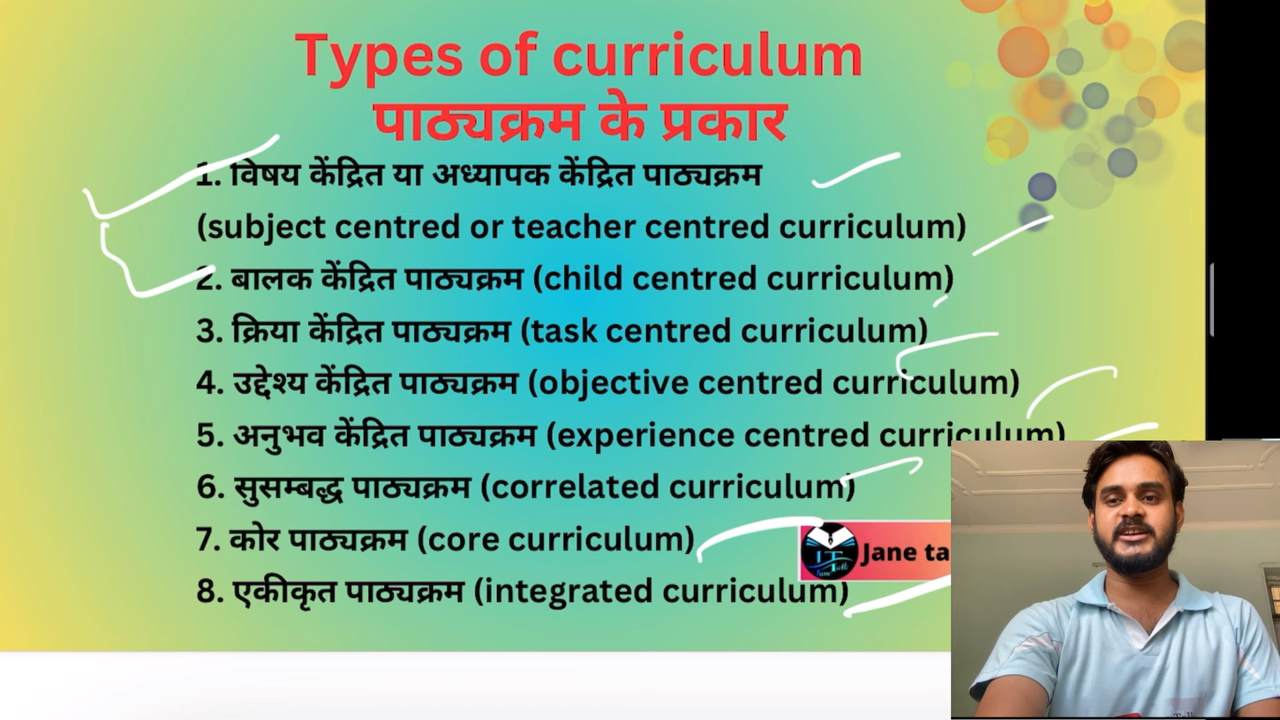 Types of curriculum
पाठ्यक्रम के प्रकार
1. विषय केंद्रित या अध्यापक केंद्रित पाठ्यक्रम
(subject centred or teacher centred curriculum)
2. बालक केंद्रित पाठ्यक्रम (child centred curriculum)
3. क्रिया केंद्रित पाठ्यक्रम (task centred curriculum)
4. उद्देश्य केंद्रित पाठ्यक्रम (objective centred curriculum)
5. अनुभव केंद्रित पाठ्यक्रम (experience centred curriculum)
6. सुसम्बद्ध पाठ्यक्रम (correlated curriculum)
7. कोर पाठ्यक्रम (core curriculum)
JT Jane ta
8. एकीकृत पाठ्यक्रम (integrated curriculum)